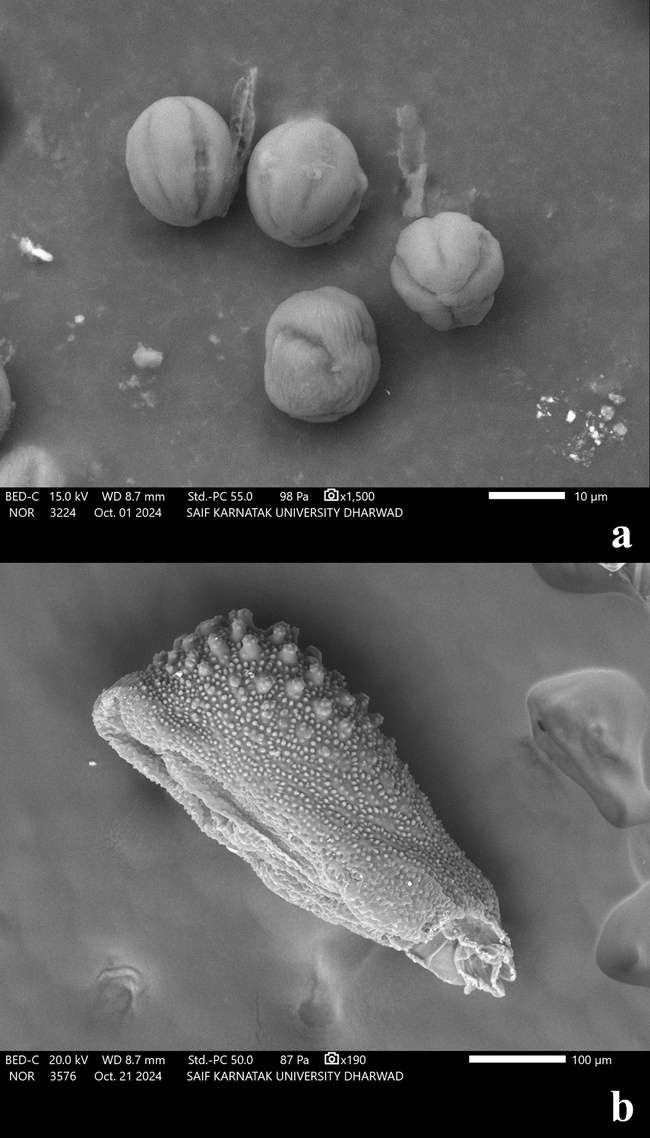 BED-C 15.0 kV WD 8.7 mm Std.-PC 55.0 98 Pa x1,500 10 µm
NOR 3224 Oct. 01 2024 SAIF KARNATAK UNIVERSITY DHARWAD
a
BED-C 20.0 kV WD 8.7 mm Std.-PC 50.0 87 Pa x190 100 µm
NOR 3576 Oct. 21 2024 SAIF KARNATAK UNIVERSITY DHARWAD
b